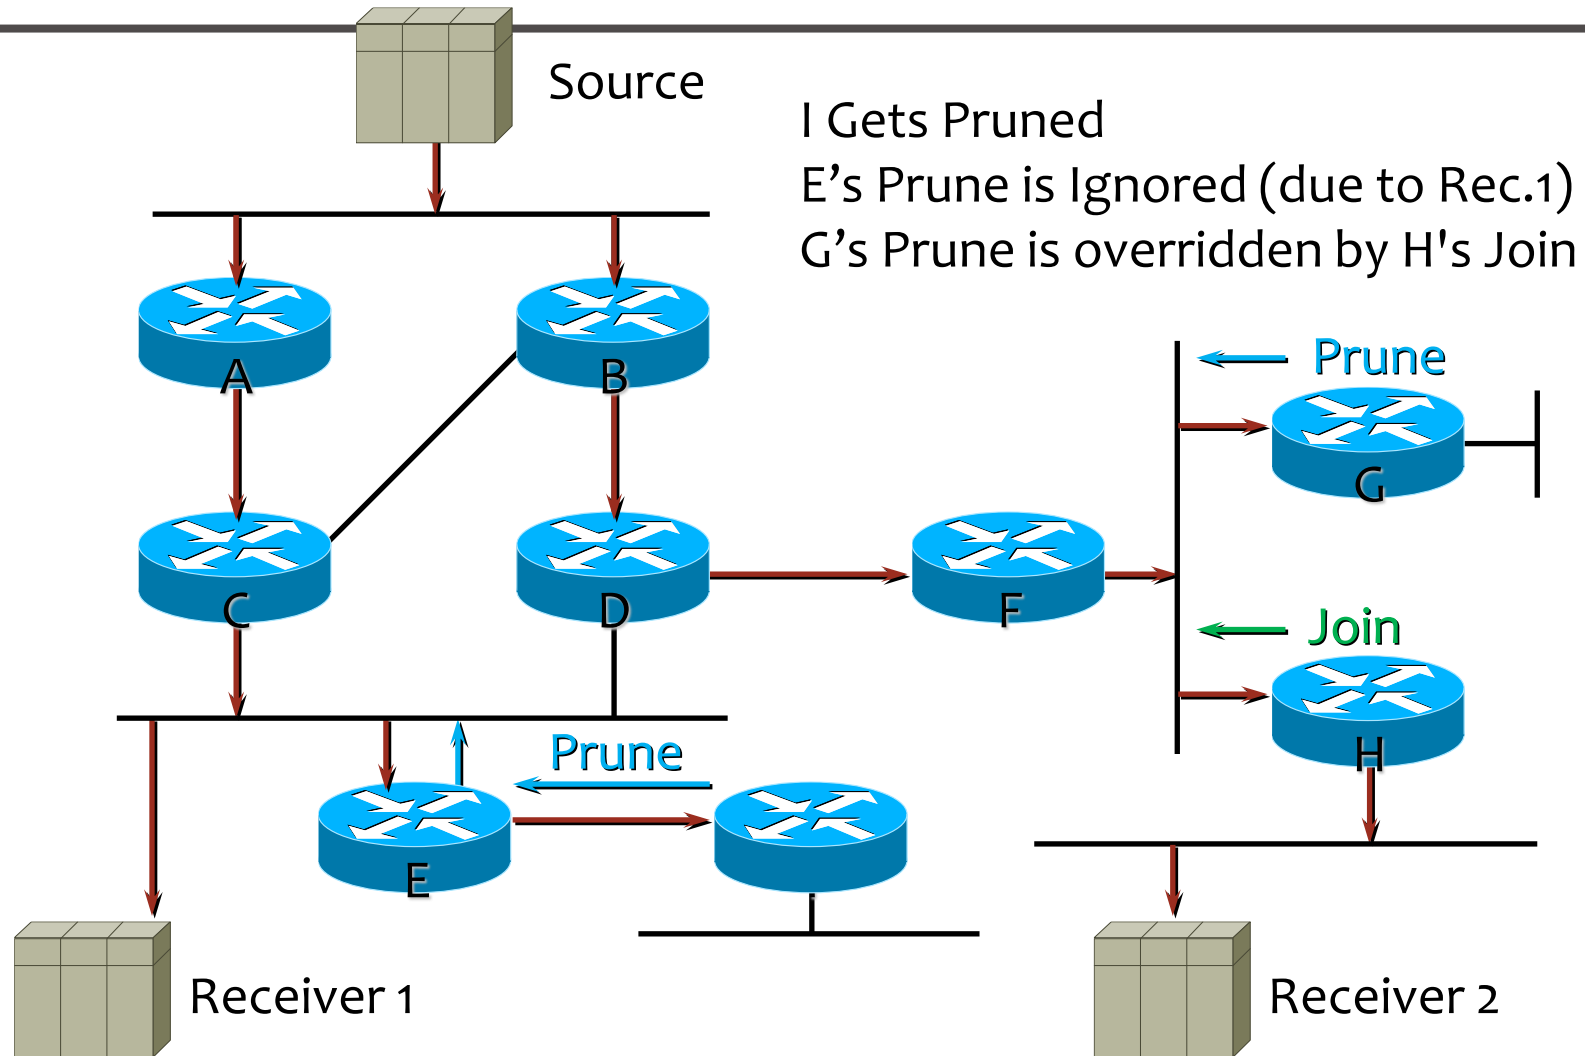 Source
I Gets Pruned
E’s Prune is Ignored (due to Rec.1)
G’s Prune is overridden by H's Join
A
B
Prune
G
C
D
F
Join
H
Prune
E
Receiver 1
Receiver 2